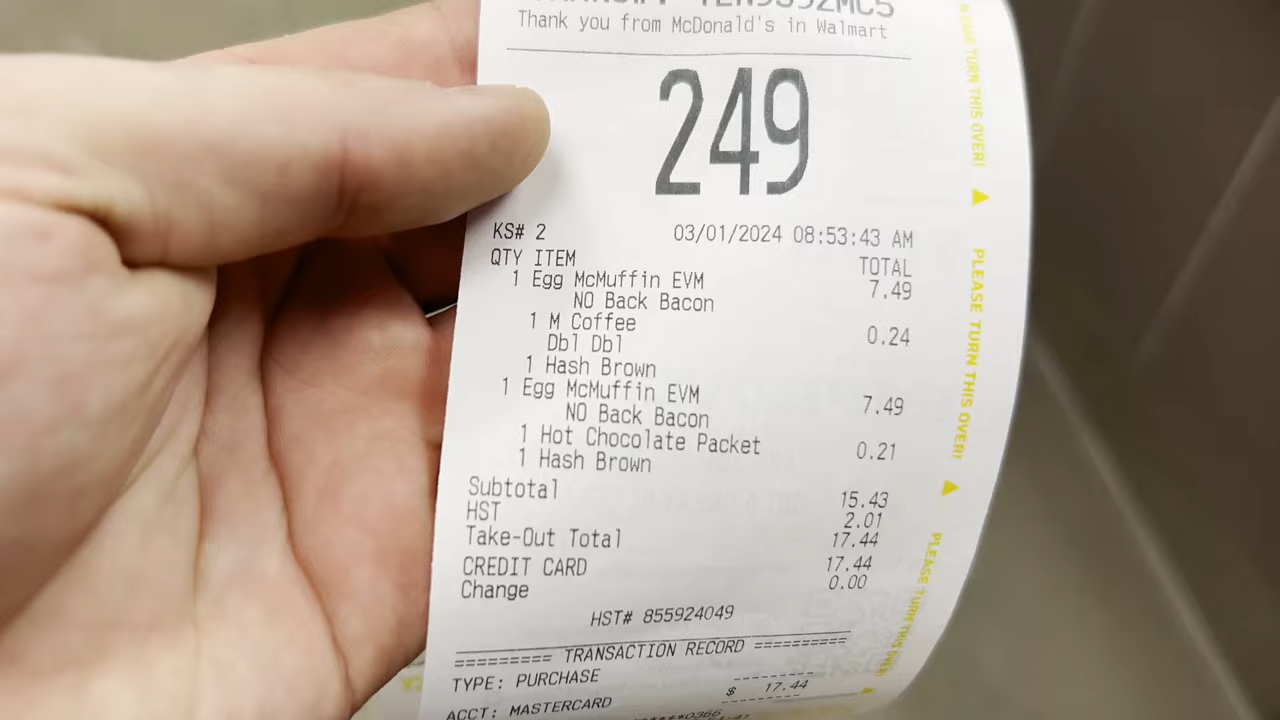 Thank you from McDonald's in Walmart
249
KS# 2 03/01/2024 08:53:43 AM
QTY ITEM TOTAL
1 Egg McMuffin EVM 7.49
NO Back Bacon
1 M Coffee 0.24
Dbl Dbl
1 Hash Brown
1 Egg McMuffin EVM 7.49
NO Back Bacon
1 Hot Chocolate Packet 0.21
1 Hash Brown
Subtotal 15.43
HST 2.01
Take-Out Total 17.44
CREDIT CARD 17.44
Change 0.00
HST# 855924049
========= TRANSACTION RECORD =========
TYPE: PURCHASE
ACCT: MASTERCARD $ 17.44
PLEASE TURN THIS OVER!
PLEASE TURN THIS OVER!
PLEASE TURN THIS OVER!